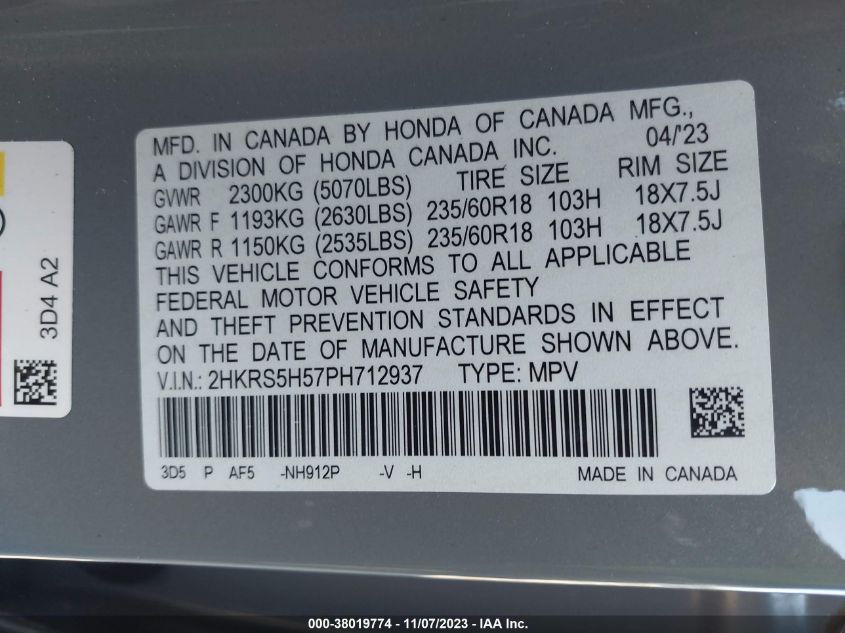 MFD. IN CANADA BY HONDA OF CANADA MFG.,
A DIVISION OF HONDA CANADA INC. 04/'23
GVWR 2300KG (5070LBS) TIRE SIZE RIM SIZE
GAWR F 1193KG (2630LBS) 235/60R18 103H 18X7.5J
GAWR R 1150KG (2535LBS) 235/60R18 103H 18X7.5J
THIS VEHICLE CONFORMS TO ALL APPLICABLE
FEDERAL MOTOR VEHICLE SAFETY
AND THEFT PREVENTION STANDARDS IN EFFECT
ON THE DATE OF MANUFACTURE SHOWN ABOVE.
V.I.N.: 2HKRS5H57PH712937 TYPE: MPV
3D5 P AF5 -NH912P -V -H MADE IN CANADA
3D4 A2
000-38019774 - 11/07/2023 - IAA Inc.